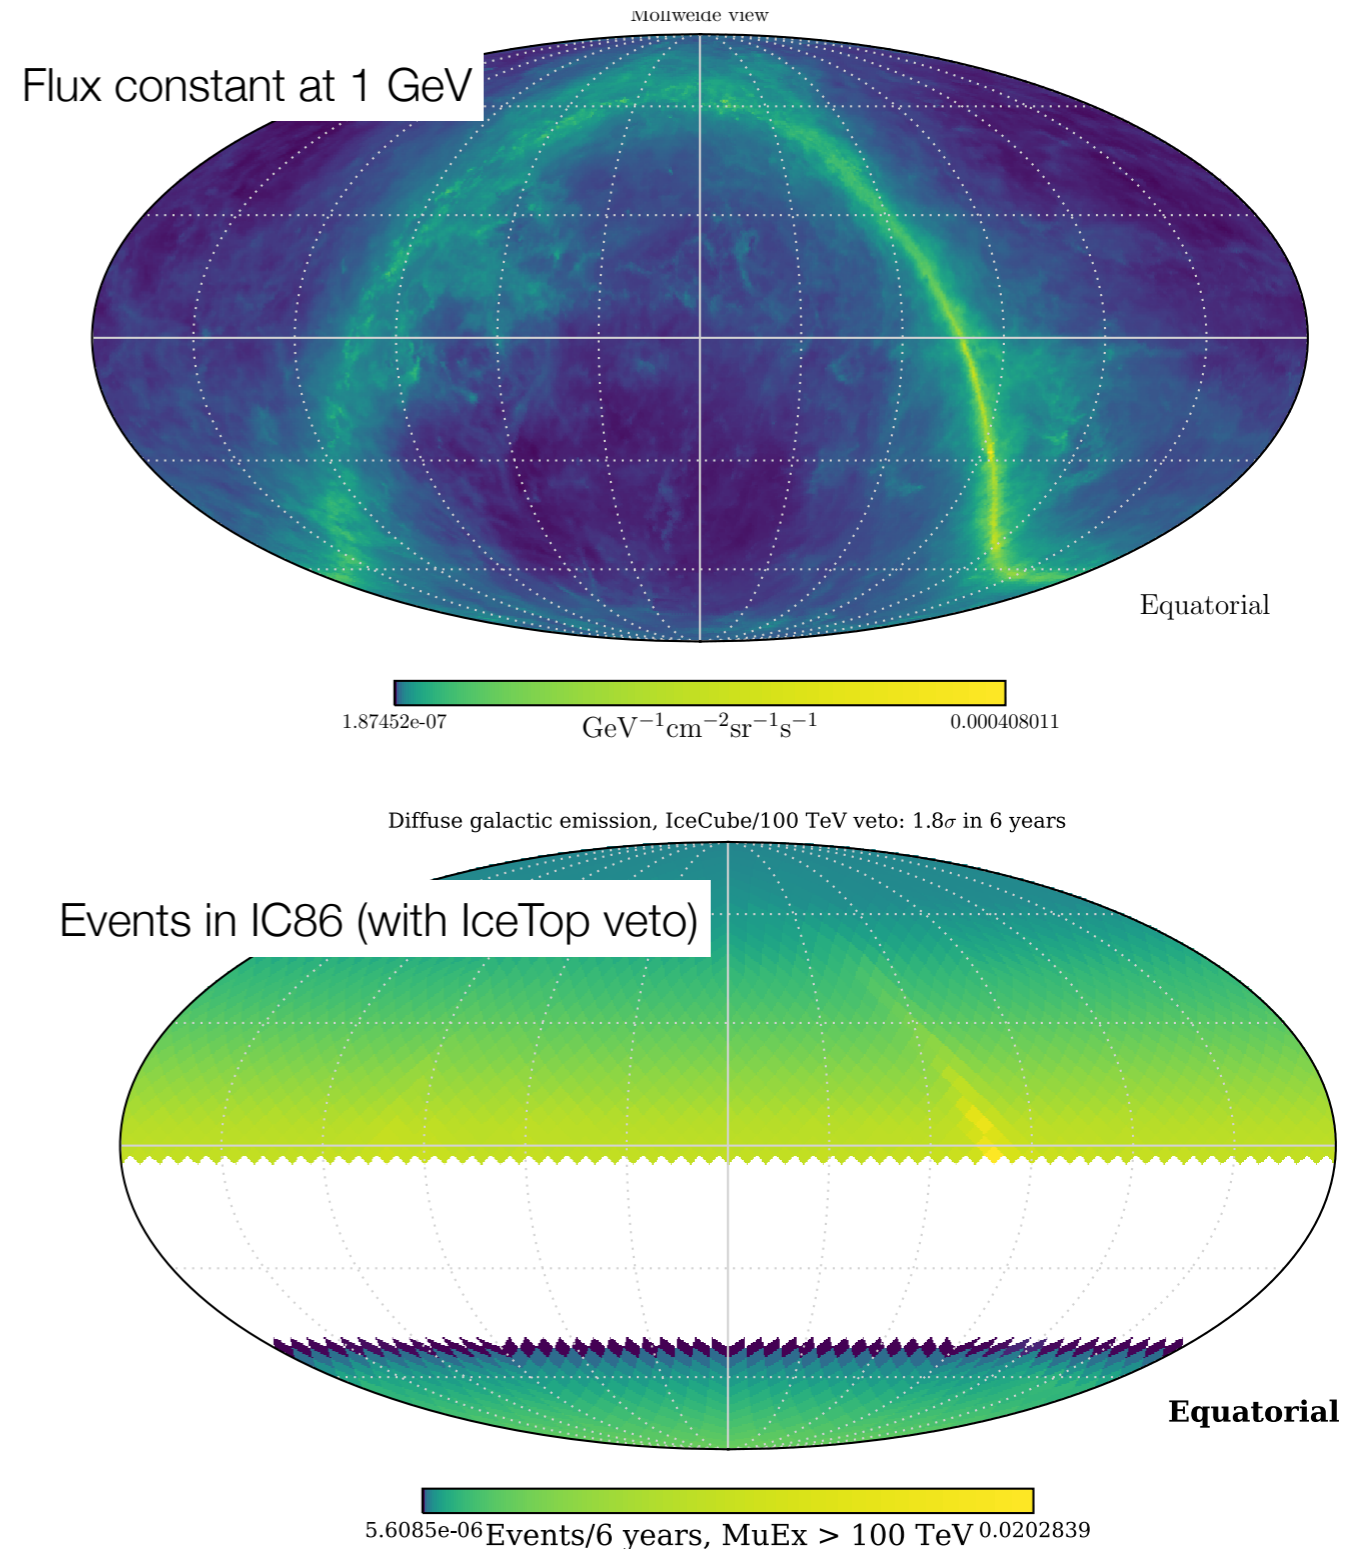 Mollweide view
Flux constant at 1 GeV
Equatorial
1.87452e-07
GeV⁻¹cm⁻²sr⁻¹s⁻¹
0.000408011
Diffuse galactic emission, IceCube/100 TeV veto: 1.8σ in 6 years
Events in IC86 (with IceTop veto)
Equatorial
5.6085e-06
Events/6 years, MuEx > 100 TeV
0.0202839